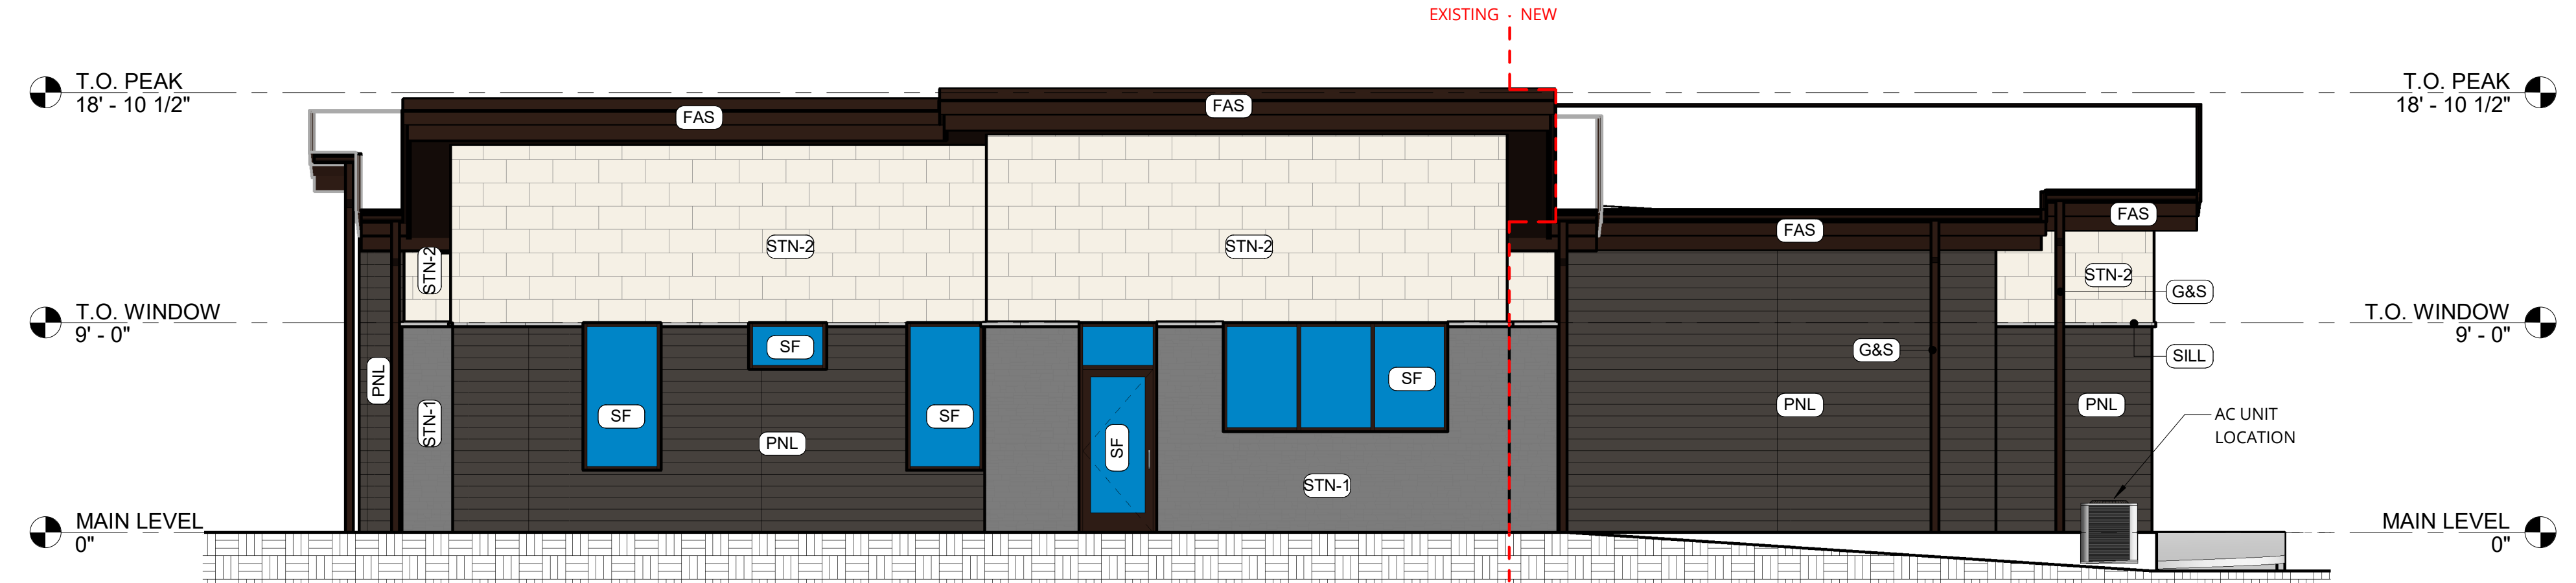 EXISTING - NEW
T.O. PEAK
18' - 10 1/2"
T.O. PEAK
18' - 10 1/2"
FAS
FAS
FAS
FAS
STN-2
STN-2
STN-2
STN-2
G&S
T.O. WINDOW
9' - 0"
T.O. WINDOW
9' - 0"
SF
G&S
SILL
PNL
STN-1
SF
SF
SF
SF
PNL
PNL
PNL
STN-1
AC UNIT
LOCATION
MAIN LEVEL
0"
MAIN LEVEL
0"